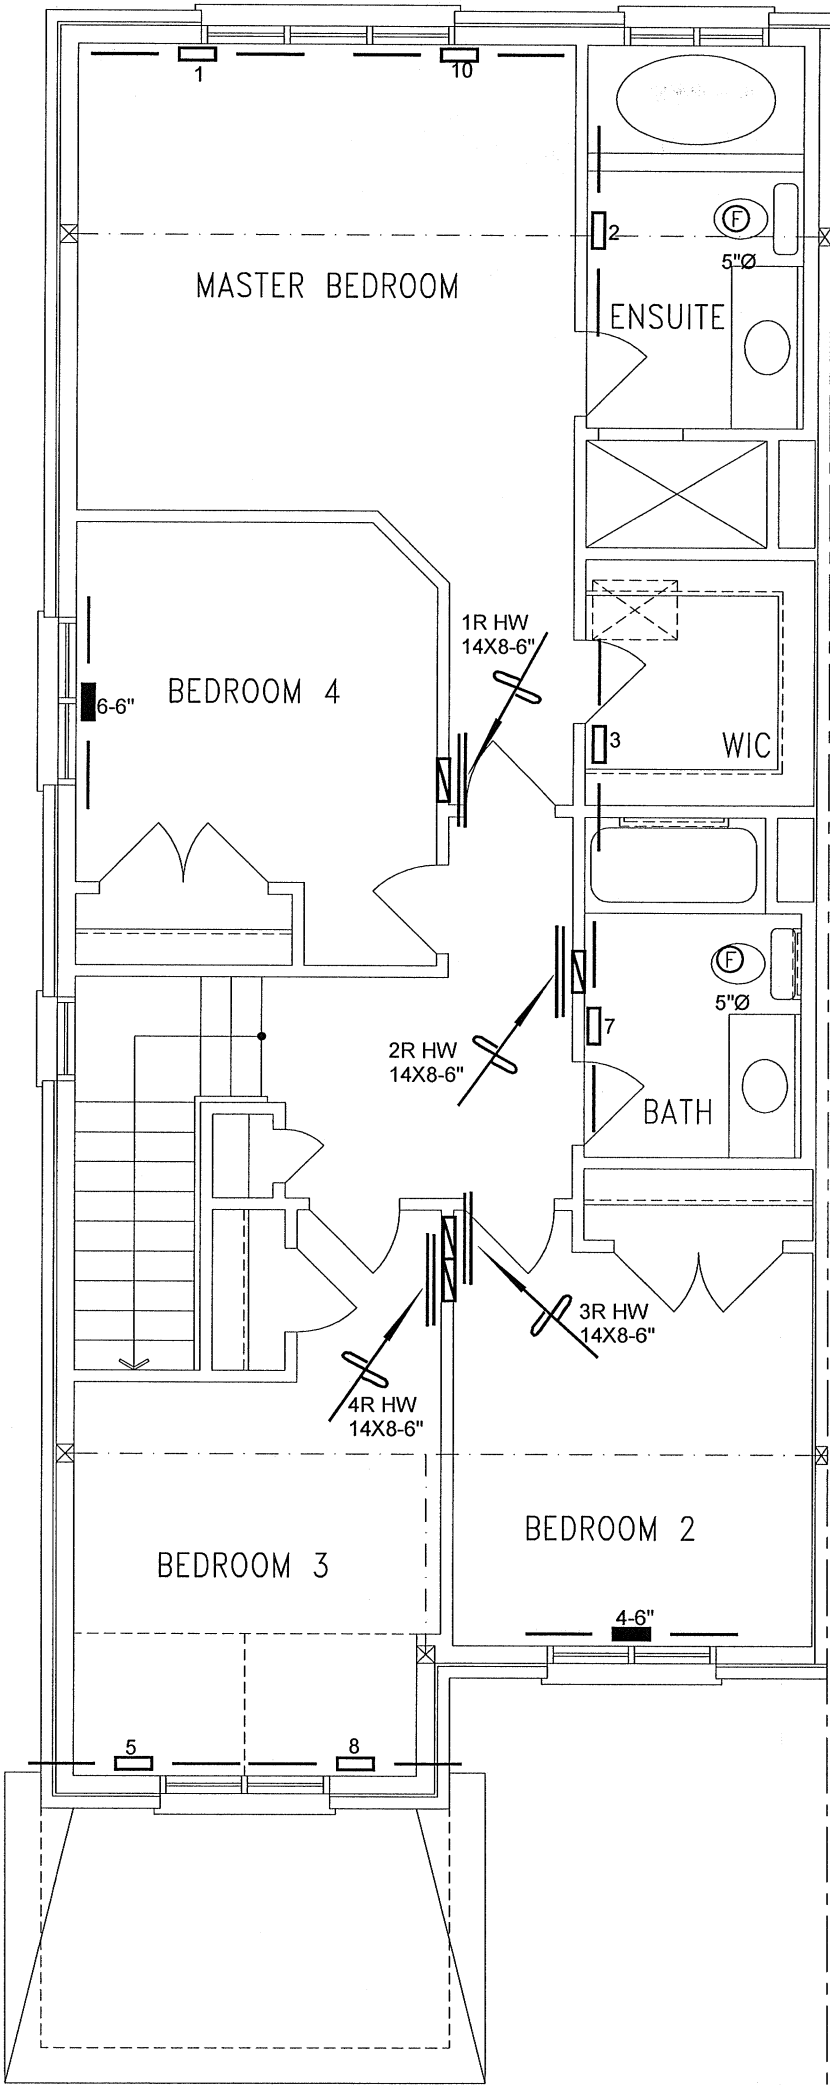 1
10
2
F
5"Ø
MASTER BEDROOM
ENSUITE
1R HW
14X8-6"
BEDROOM 4
6-6"
3
WIC
F
5"Ø
7
2R HW
14X8-6"
BATH
3R HW
14X8-6"
4R HW
14X8-6"
BEDROOM 2
BEDROOM 3
4-6"
5
8